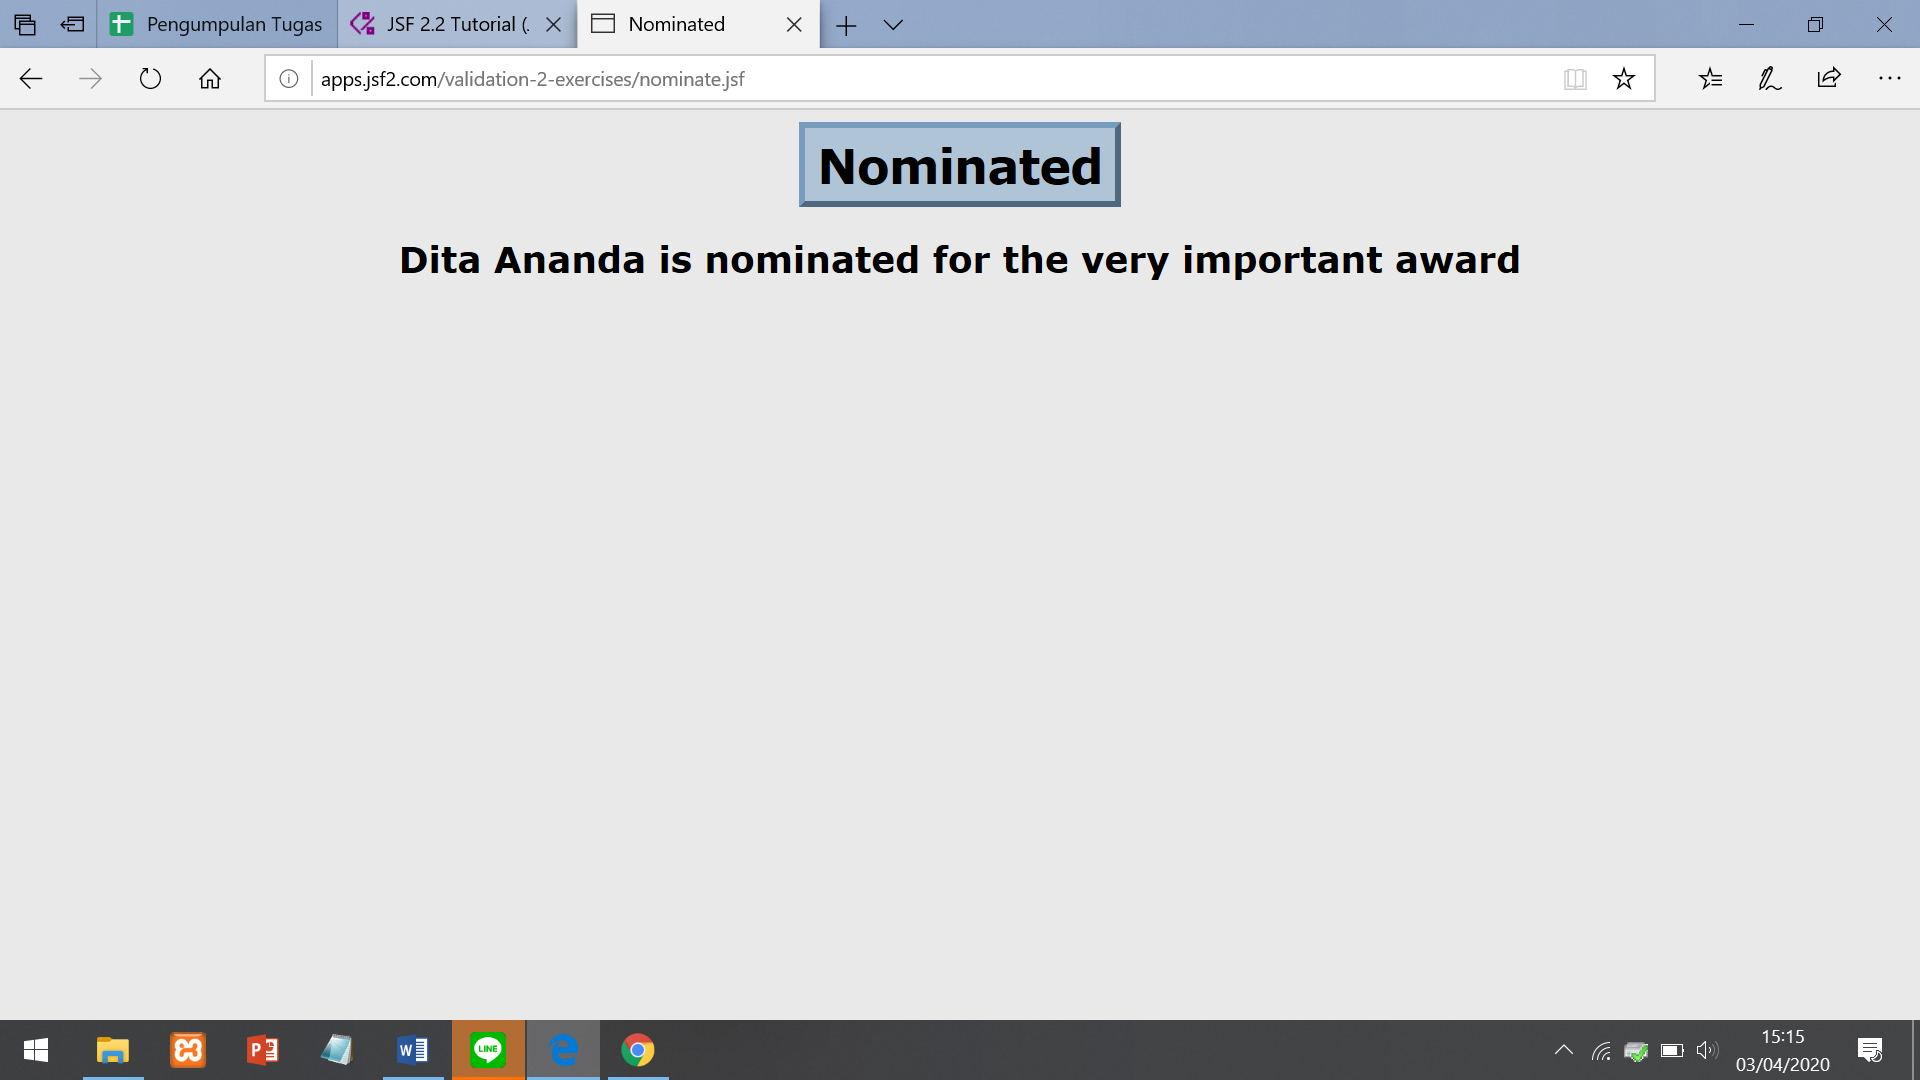 Pengumpulan Tugas
JSF 2.2 Tutorial (.
Nominated
apps.jsf2.com/validation-2-exercises/nominate.jsf
Nominated
Dita Ananda is nominated for the very important award
LINE
15:15
03/04/2020